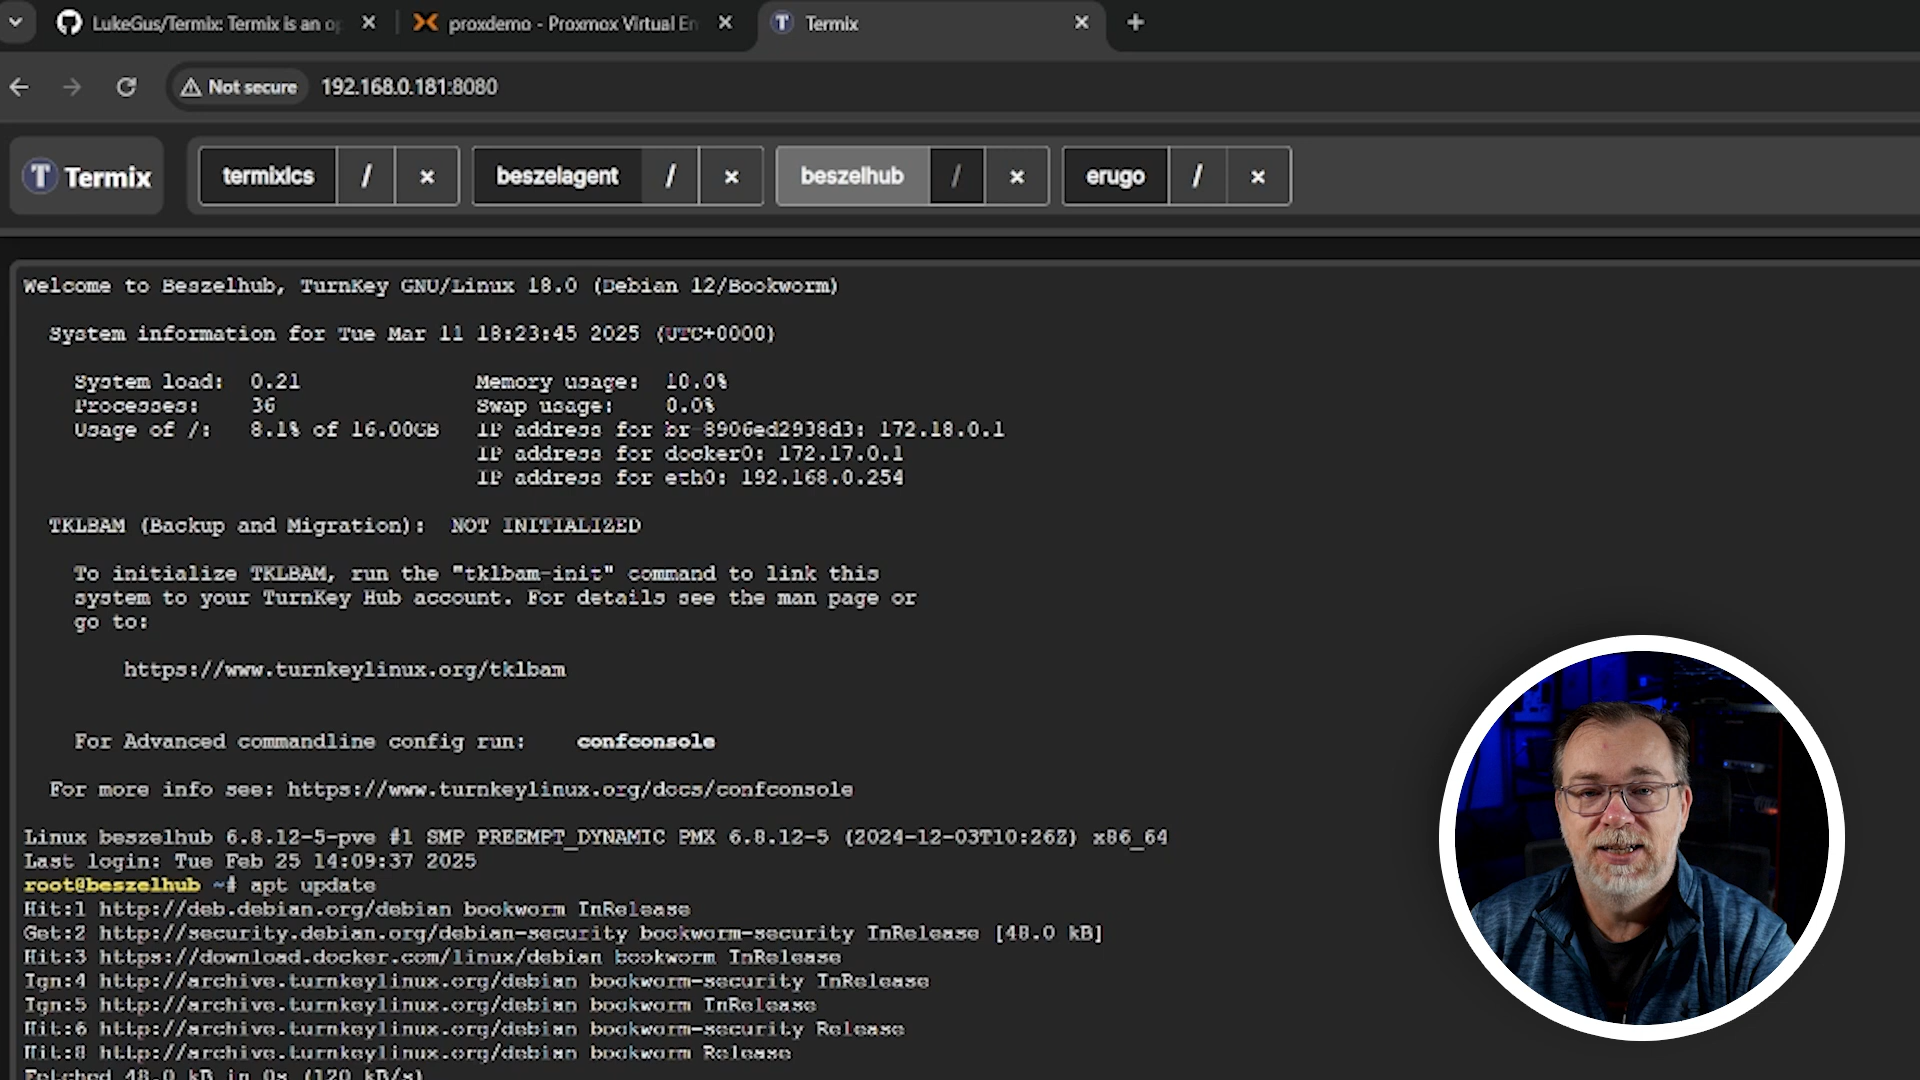 LukeGus/Termix: Termix is an op
proxdemo - Proxmox Virtual En
Termix
Not secure
192.168.0.181:8080
T Termix
termixlcs / ×
beszelagent / ×
beszelhub / ×
erugo / ×
Welcome to Beszelhub, TurnKey GNU/Linux 18.0 (Debian 12/Bookworm)
System information for Tue Mar 11 18:23:45 2025 (UTC+0000)
System load: 0.21 Memory usage: 10.0%
Processes: 36 Swap usage: 0.0%
Usage of /: 8.1% of 16.00GB IP address for br-8906ed2938d3: 172.18.0.1
IP address for docker0: 172.17.0.1
IP address for eth0: 192.168.0.254
TKLBAM (Backup and Migration): NOT INITIALIZED
To initialize TKLBAM, run the "tklbam-init" command to link this
system to your TurnKey Hub account. For details see the man page or
go to:
https://www.turnkeylinux.org/tklbam
For Advanced commandline config run: confconsole
For more info see: https://www.turnkeylinux.org/docs/confconsole
Linux beszelhub 6.8.12-5-pve #1 SMP PREEMPT_DYNAMIC PMX 6.8.12-5 (2024-12-03T10:26Z) x86_64
Last login: Tue Feb 25 14:09:37 2025
root@beszelhub ~# apt update
Hit:1 http://deb.debian.org/debian bookworm InRelease
Get:2 http://security.debian.org/debian-security bookworm-security InRelease [48.0 kB]
Hit:3 https://download.docker.com/linux/debian bookworm InRelease
Ign:4 http://archive.turnkeylinux.org/debian bookworm-security InRelease
Ign:5 http://archive.turnkeylinux.org/debian bookworm InRelease
Hit:6 http://archive.turnkeylinux.org/debian bookworm-security Release
Hit:8 http://archive.turnkeylinux.org/debian bookworm Release
Fetched 48.0 kB in 0s (120 kB/s)